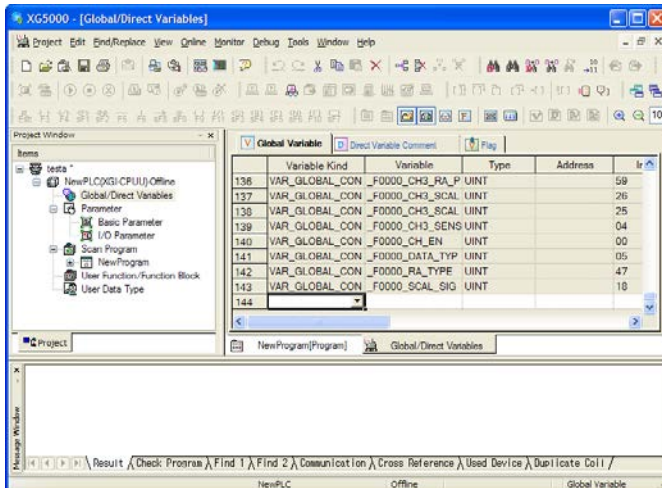 XG5000 - [Global/Direct Variables]
Project Edit Find/Replace View Online Monitor Debug Tools Window Help
Project Window
Items
testa *
NewPLC(XGI-CPUU)-Offline
Global/Direct Variables
Parameter
Basic Parameter
I/O Parameter
Scan Program
NewProgram
User Function/Function Block
User Data Type
Project
V Global Variable D Direct Variable Comment Flag
Variable Kind Variable Type Address
136 VAR_GLOBAL_CON _F0000_CH3_RA_P UINT 59
137 VAR_GLOBAL_CON _F0000_CH3_SCAL UINT 26
138 VAR_GLOBAL_CON _F0000_CH3_SCAL UINT 25
139 VAR_GLOBAL_CON _F0000_CH3_SENS UINT 04
140 VAR_GLOBAL_CON _F0000_CH_EN UINT 00
141 VAR_GLOBAL_CON _F0000_DATA_TYP UINT 05
142 VAR_GLOBAL_CON _F0000_RA_TYPE UINT 47
143 VAR_GLOBAL_CON _F0000_SCAL_SIG UINT 18
144
NewProgram[Program] Global/Direct Variables
Message Window
Result Check Program Find 1 Find 2 Communication Cross Reference Used Device Duplicate Coil
NewPLC Offline Global Variable